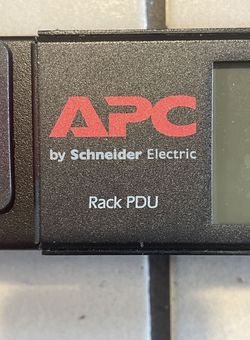 APC
by Schneider Electric
Rack PDU